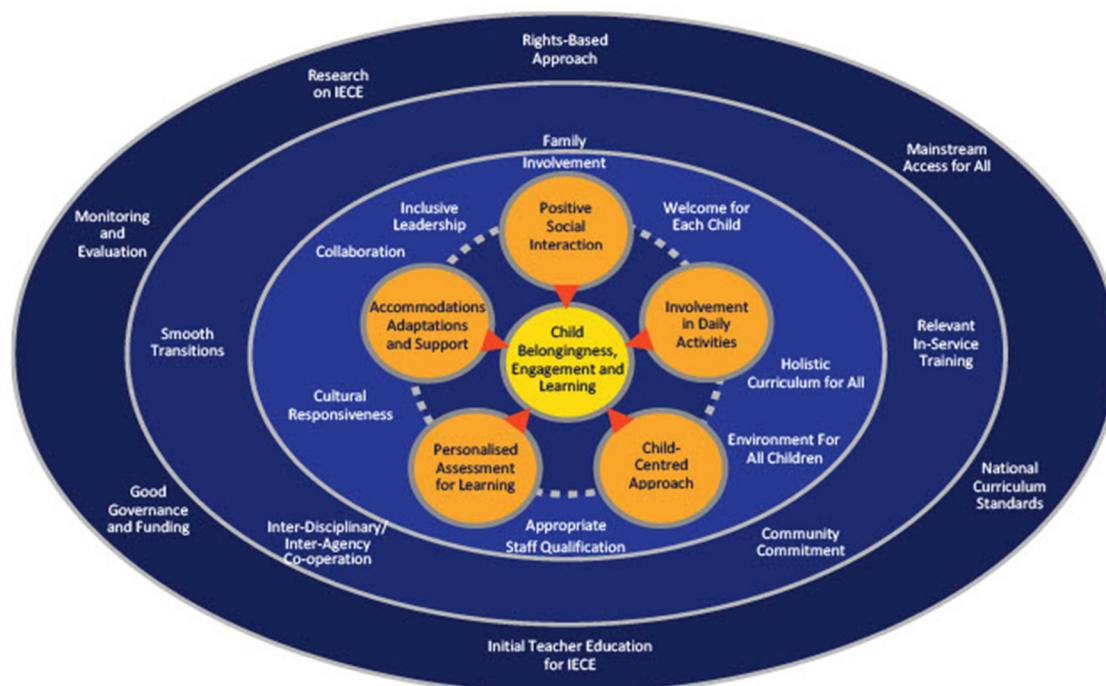 Rights-Based
Approach
Research
on IECE
Mainstream
Access for All
Monitoring
and
Evaluation
Good
Governance
and Funding
National
Curriculum
Standards
Initial Teacher Education
for IECE
Family
Involvement
Smooth
Transitions
Relevant
In-Service
Training
Inter-Disciplinary/
Inter-Agency
Co-operation
Community
Commitment
Inclusive
Leadership
Welcome for
Each Child
Collaboration
Holistic
Curriculum for All
Cultural
Responsiveness
Environment For
All Children
Appropriate
Staff Qualification
Positive
Social
Interaction
Accommodations
Adaptations
and Support
Involvement
in Daily
Activities
Personalised
Assessment
for Learning
Child-
Centred
Approach
Child
Belongingness,
Engagement and
Learning